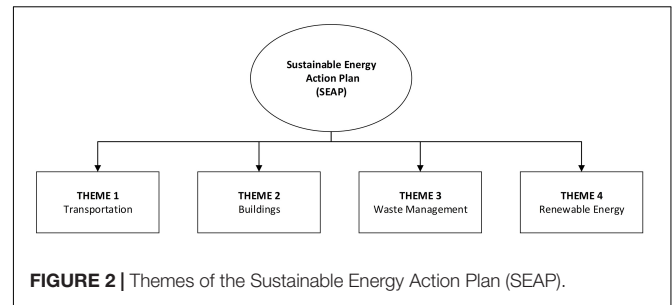 Sustainable Energy
Action Plan
(SEAP)
THEME 1
Transportation
THEME 2
Buildings
THEME 3
Waste Management
THEME 4
Renewable Energy
FIGURE 2 | Themes of the Sustainable Energy Action Plan (SEAP).